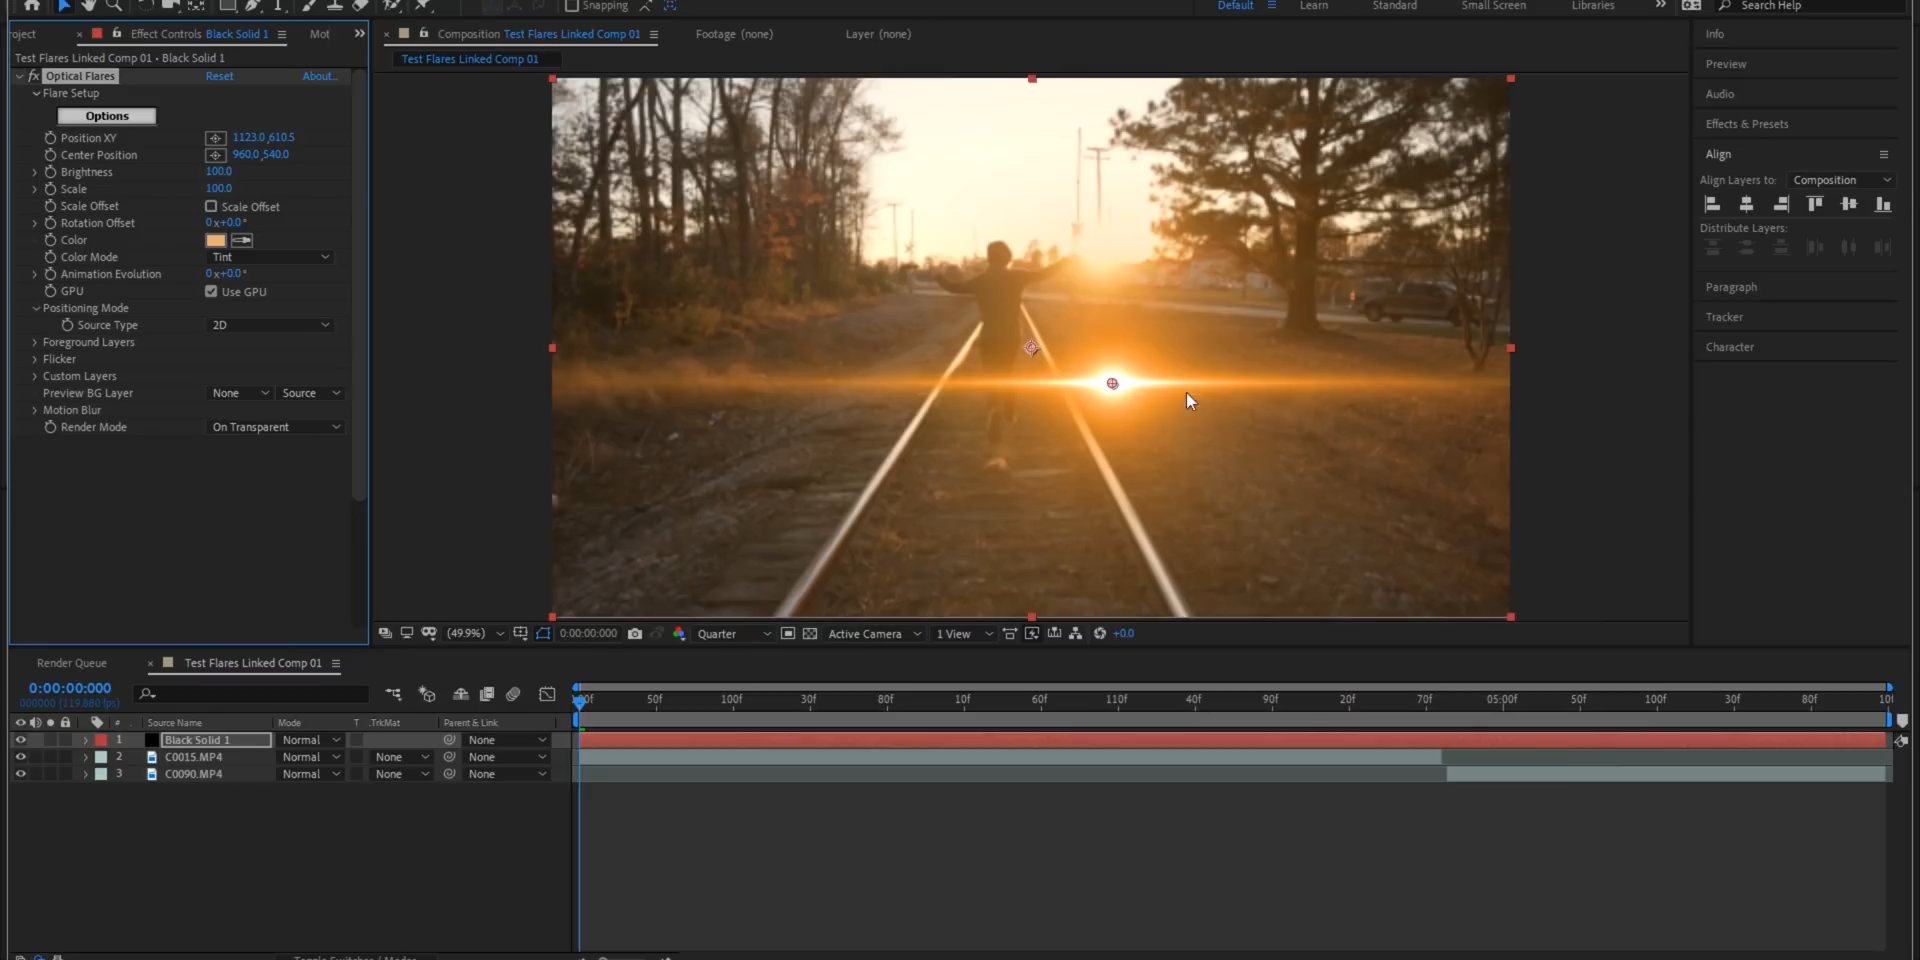 Snapping
Default
Learn
Standard
Small Screen
Libraries
Search Help
Effect Controls Black Solid 1
Composition Test Flares Linked Comp 01
Footage (none)
Layer (none)
Test Flares Linked Comp 01 • Black Solid 1
Test Flares Linked Comp 01
fx Optical Flares Reset About...
Flare Setup
Options
Position XY 1123.0,610.5
Center Position 960.0,540.0
Brightness 100.0
Scale 100.0
Scale Offset Scale Offset
Rotation Offset 0x+0.0°
Color
Color Mode Tint
Animation Evolution 0x+0.0°
GPU Use GPU
Positioning Mode
Source Type 2D
Foreground Layers
Flicker
Custom Layers
Preview BG Layer None Source
Motion Blur
Render Mode On Transparent
Info
Preview
Audio
Effects & Presets
Align
Align Layers to: Composition
Distribute Layers:
Paragraph
Tracker
Character
(49.9%) 0:00:00:000 Quarter Active Camera 1 View +0.0
Render Queue
Test Flares Linked Comp 01
0:00:00:000
000000 (119.880 fps)
50f 100f 30f 80f 10f 60f 110f 40f 90f 20f 70f 05:00f 50f 100f 30f 80f
# Source Name Mode T .TrkMat Parent & Link
1 Black Solid 1 Normal None
2 C0015.MP4 Normal None None
3 C0090.MP4 Normal None None